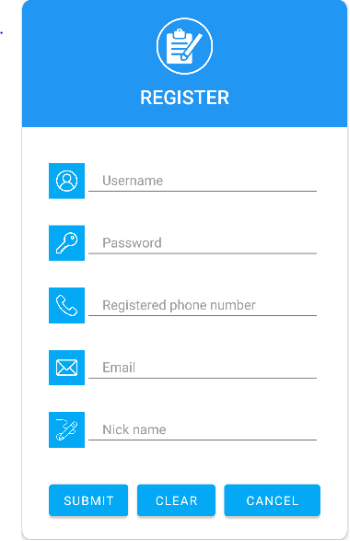 REGISTER
Username
Password
Registered phone number
Email
Nick name
SUBMIT CLEAR CANCEL